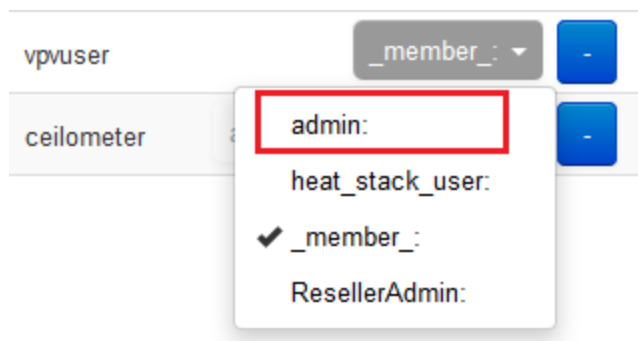 vpvuser _member_: -
ceilometer a -
admin:
heat_stack_user:
_member_:
ResellerAdmin: